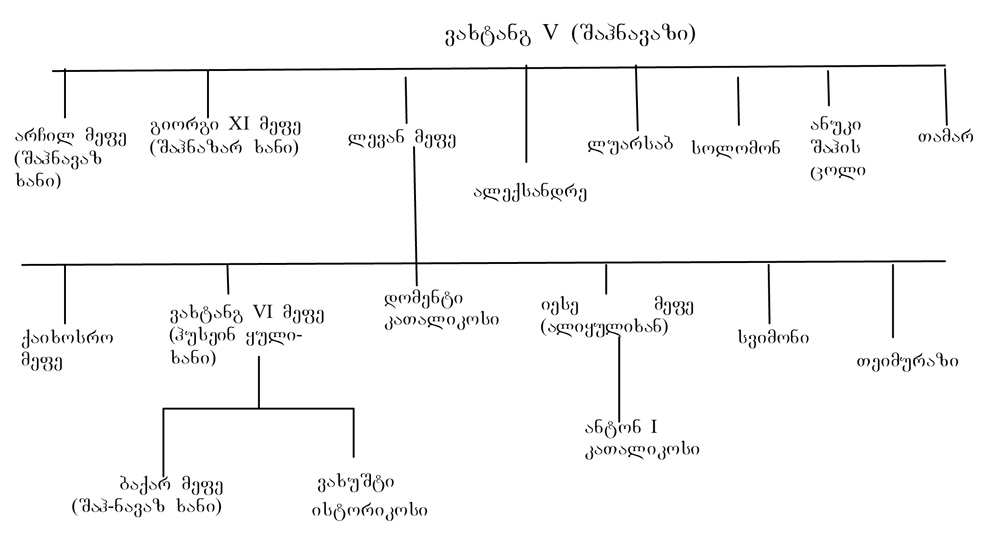 ვახტანგ V (შაჰნავაზი)
არჩილ მეფე
(შაჰნავაზ
ხანი)
გიორგი XI მეფე
(შაჰნაზარ ხანი)
ლევან მეფე
ალექსანდრე
ლუარსაბ
სოლომონ
ანუკი
შაჰის
ცოლი
თამარ
ქაიხოსრო
მეფე
ვახტანგ VI მეფე
(ჰუსეინ ყული-
ხანი)
დომენტი
კათალიკოსი
იესე მეფე
(ალიყულიხან)
სვიმონი
თეიმურაზი
ანტონ I
კათალიკოსი
ბაქარ მეფე
(შაჰ-ნავაზ ხანი)
ვახუშტი
ისტორიკოსი